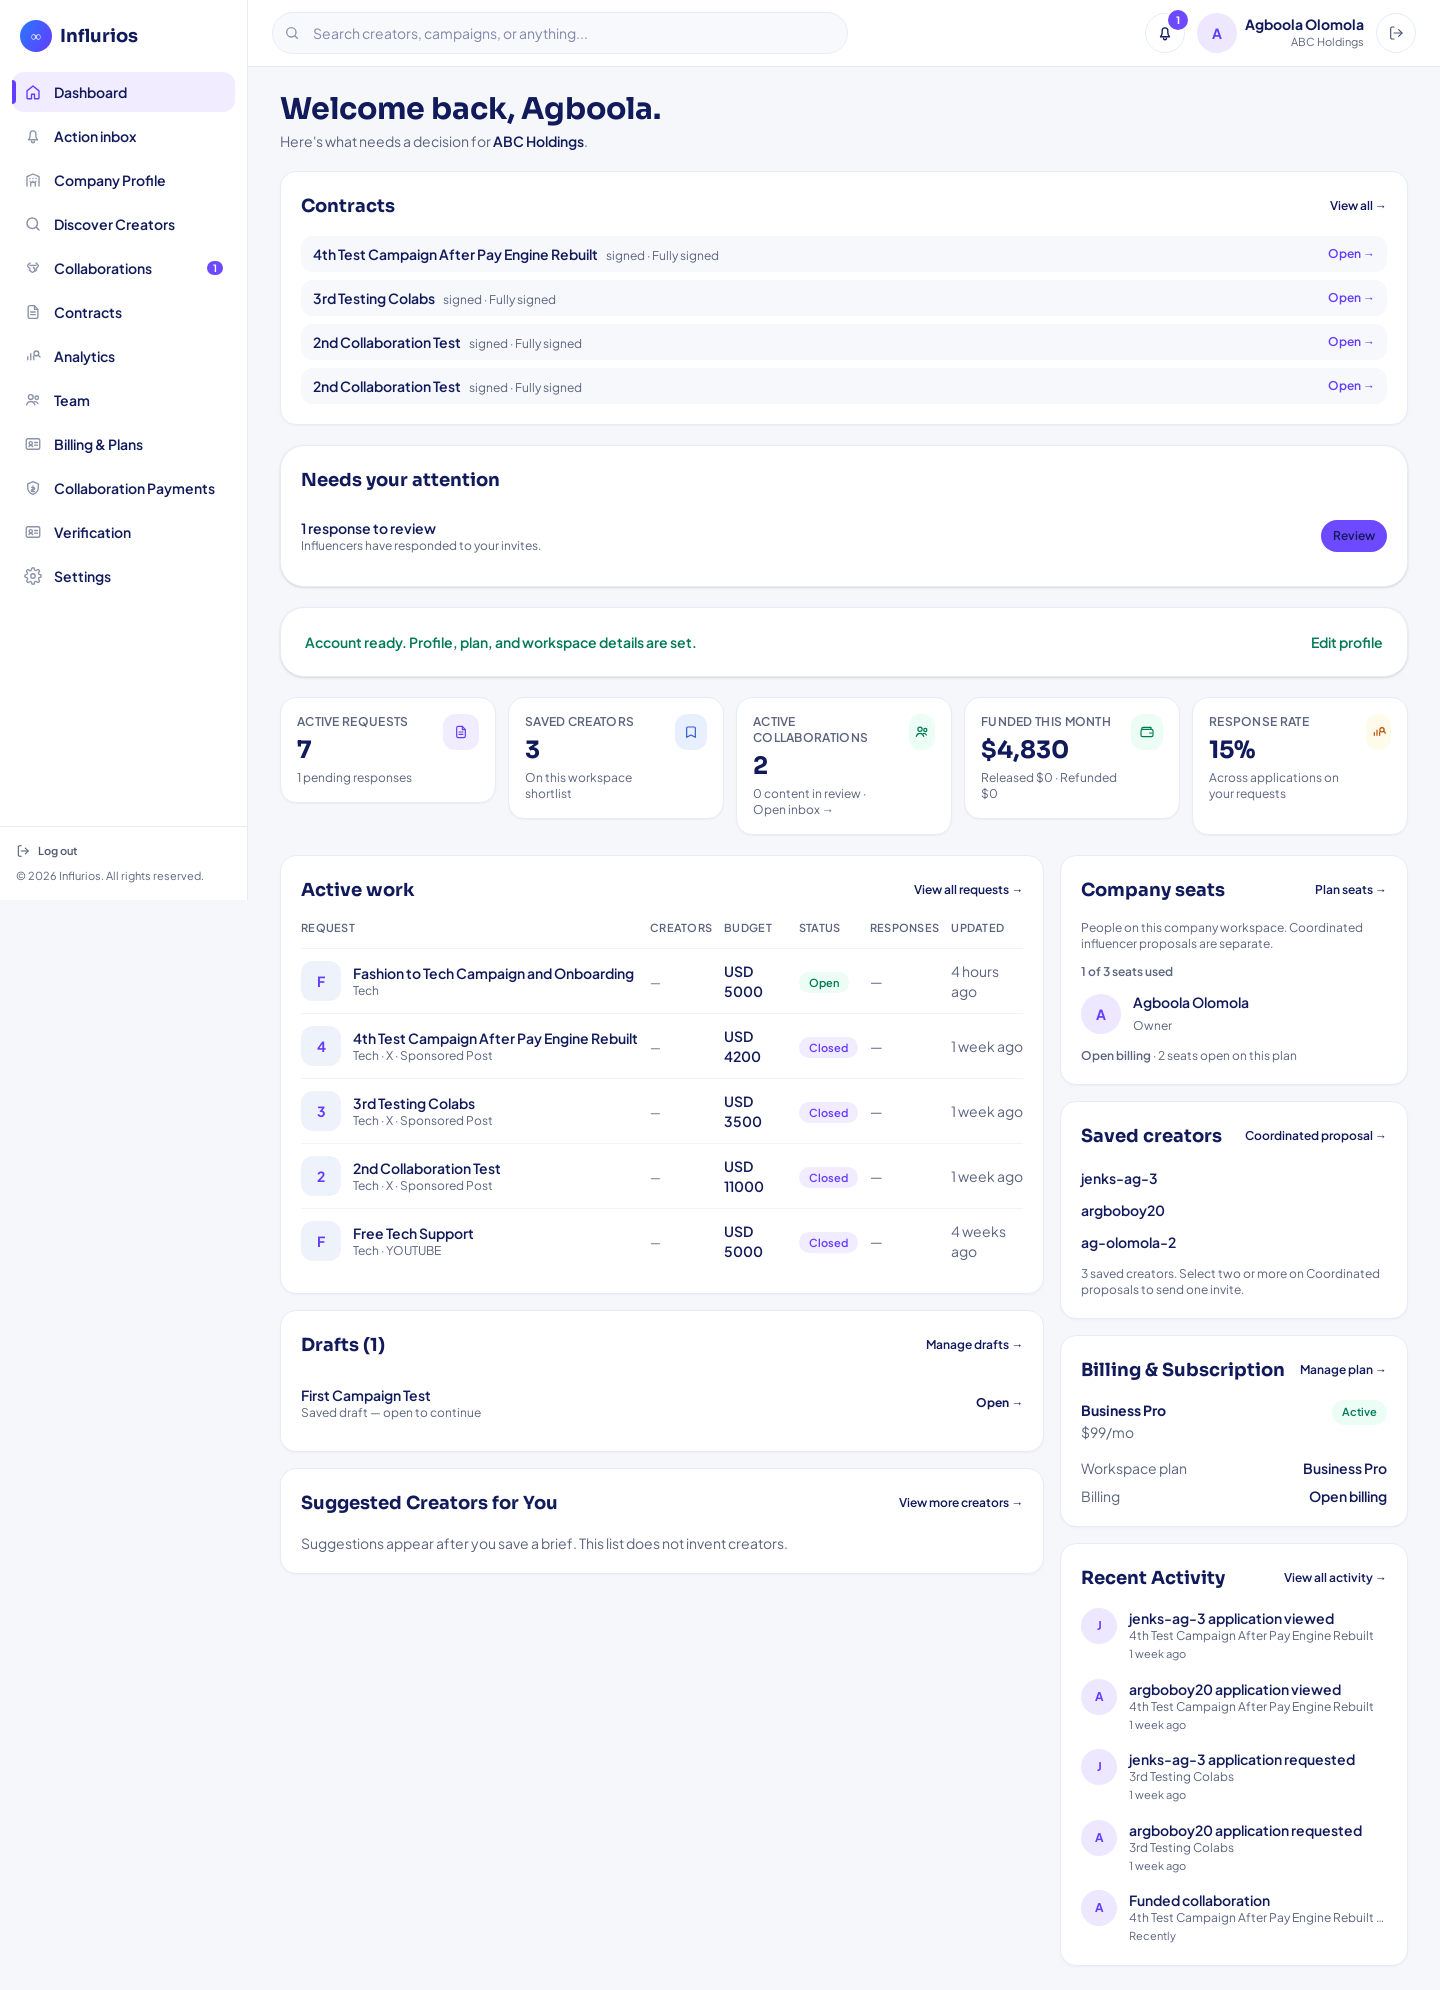 ∞ Influrios
Dashboard
Action inbox
Company Profile
Discover Creators
Collaborations 1
Contracts
Analytics
Team
Billing & Plans
Collaboration Payments
Verification
Settings
Log out
© 2026 Influrios. All rights reserved.
Search creators, campaigns, or anything...
1
A
Agboola Olomola
ABC Holdings
Welcome back, Agboola.
Here's what needs a decision for ABC Holdings.
Contracts View all →
4th Test Campaign After Pay Engine Rebuilt signed · Fully signed Open →
3rd Testing Colabs signed · Fully signed Open →
2nd Collaboration Test signed · Fully signed Open →
2nd Collaboration Test signed · Fully signed Open →
Needs your attention
1 response to review
Influencers have responded to your invites.
Review
Account ready. Profile, plan, and workspace details are set. Edit profile
ACTIVE REQUESTS
7
1 pending responses
SAVED CREATORS
3
On this workspace
shortlist
ACTIVE
COLLABORATIONS
2
0 content in review ·
Open inbox →
FUNDED THIS MONTH
$4,830
Released $0 · Refunded
$0
RESPONSE RATE
15%
Across applications on
your requests
Active work View all requests →
REQUEST CREATORS BUDGET STATUS RESPONSES UPDATED
F
Fashion to Tech Campaign and Onboarding
Tech
—
USD
5000
Open
—
4 hours
ago
4
4th Test Campaign After Pay Engine Rebuilt
Tech · X · Sponsored Post
—
USD
4200
Closed
—
1 week ago
3
3rd Testing Colabs
Tech · X · Sponsored Post
—
USD
3500
Closed
—
1 week ago
2
2nd Collaboration Test
Tech · X · Sponsored Post
—
USD
11000
Closed
—
1 week ago
F
Free Tech Support
Tech · YOUTUBE
—
USD
5000
Closed
—
4 weeks
ago
Drafts (1) Manage drafts →
First Campaign Test
Saved draft — open to continue
Open →
Suggested Creators for You View more creators →
Suggestions appear after you save a brief. This list does not invent creators.
Company seats Plan seats →
People on this company workspace. Coordinated
influencer proposals are separate.
1 of 3 seats used
A
Agboola Olomola
Owner
Open billing · 2 seats open on this plan
Saved creators Coordinated proposal →
jenks-ag-3
argboboy20
ag-olomola-2
3 saved creators. Select two or more on Coordinated
proposals to send one invite.
Billing & Subscription Manage plan →
Business Pro Active
$99/mo
Workspace plan Business Pro
Billing Open billing
Recent Activity View all activity →
J
jenks-ag-3 application viewed
4th Test Campaign After Pay Engine Rebuilt
1 week ago
A
argboboy20 application viewed
4th Test Campaign After Pay Engine Rebuilt
1 week ago
J
jenks-ag-3 application requested
3rd Testing Colabs
1 week ago
A
argboboy20 application requested
3rd Testing Colabs
1 week ago
A
Funded collaboration
4th Test Campaign After Pay Engine Rebuilt ...
Recently